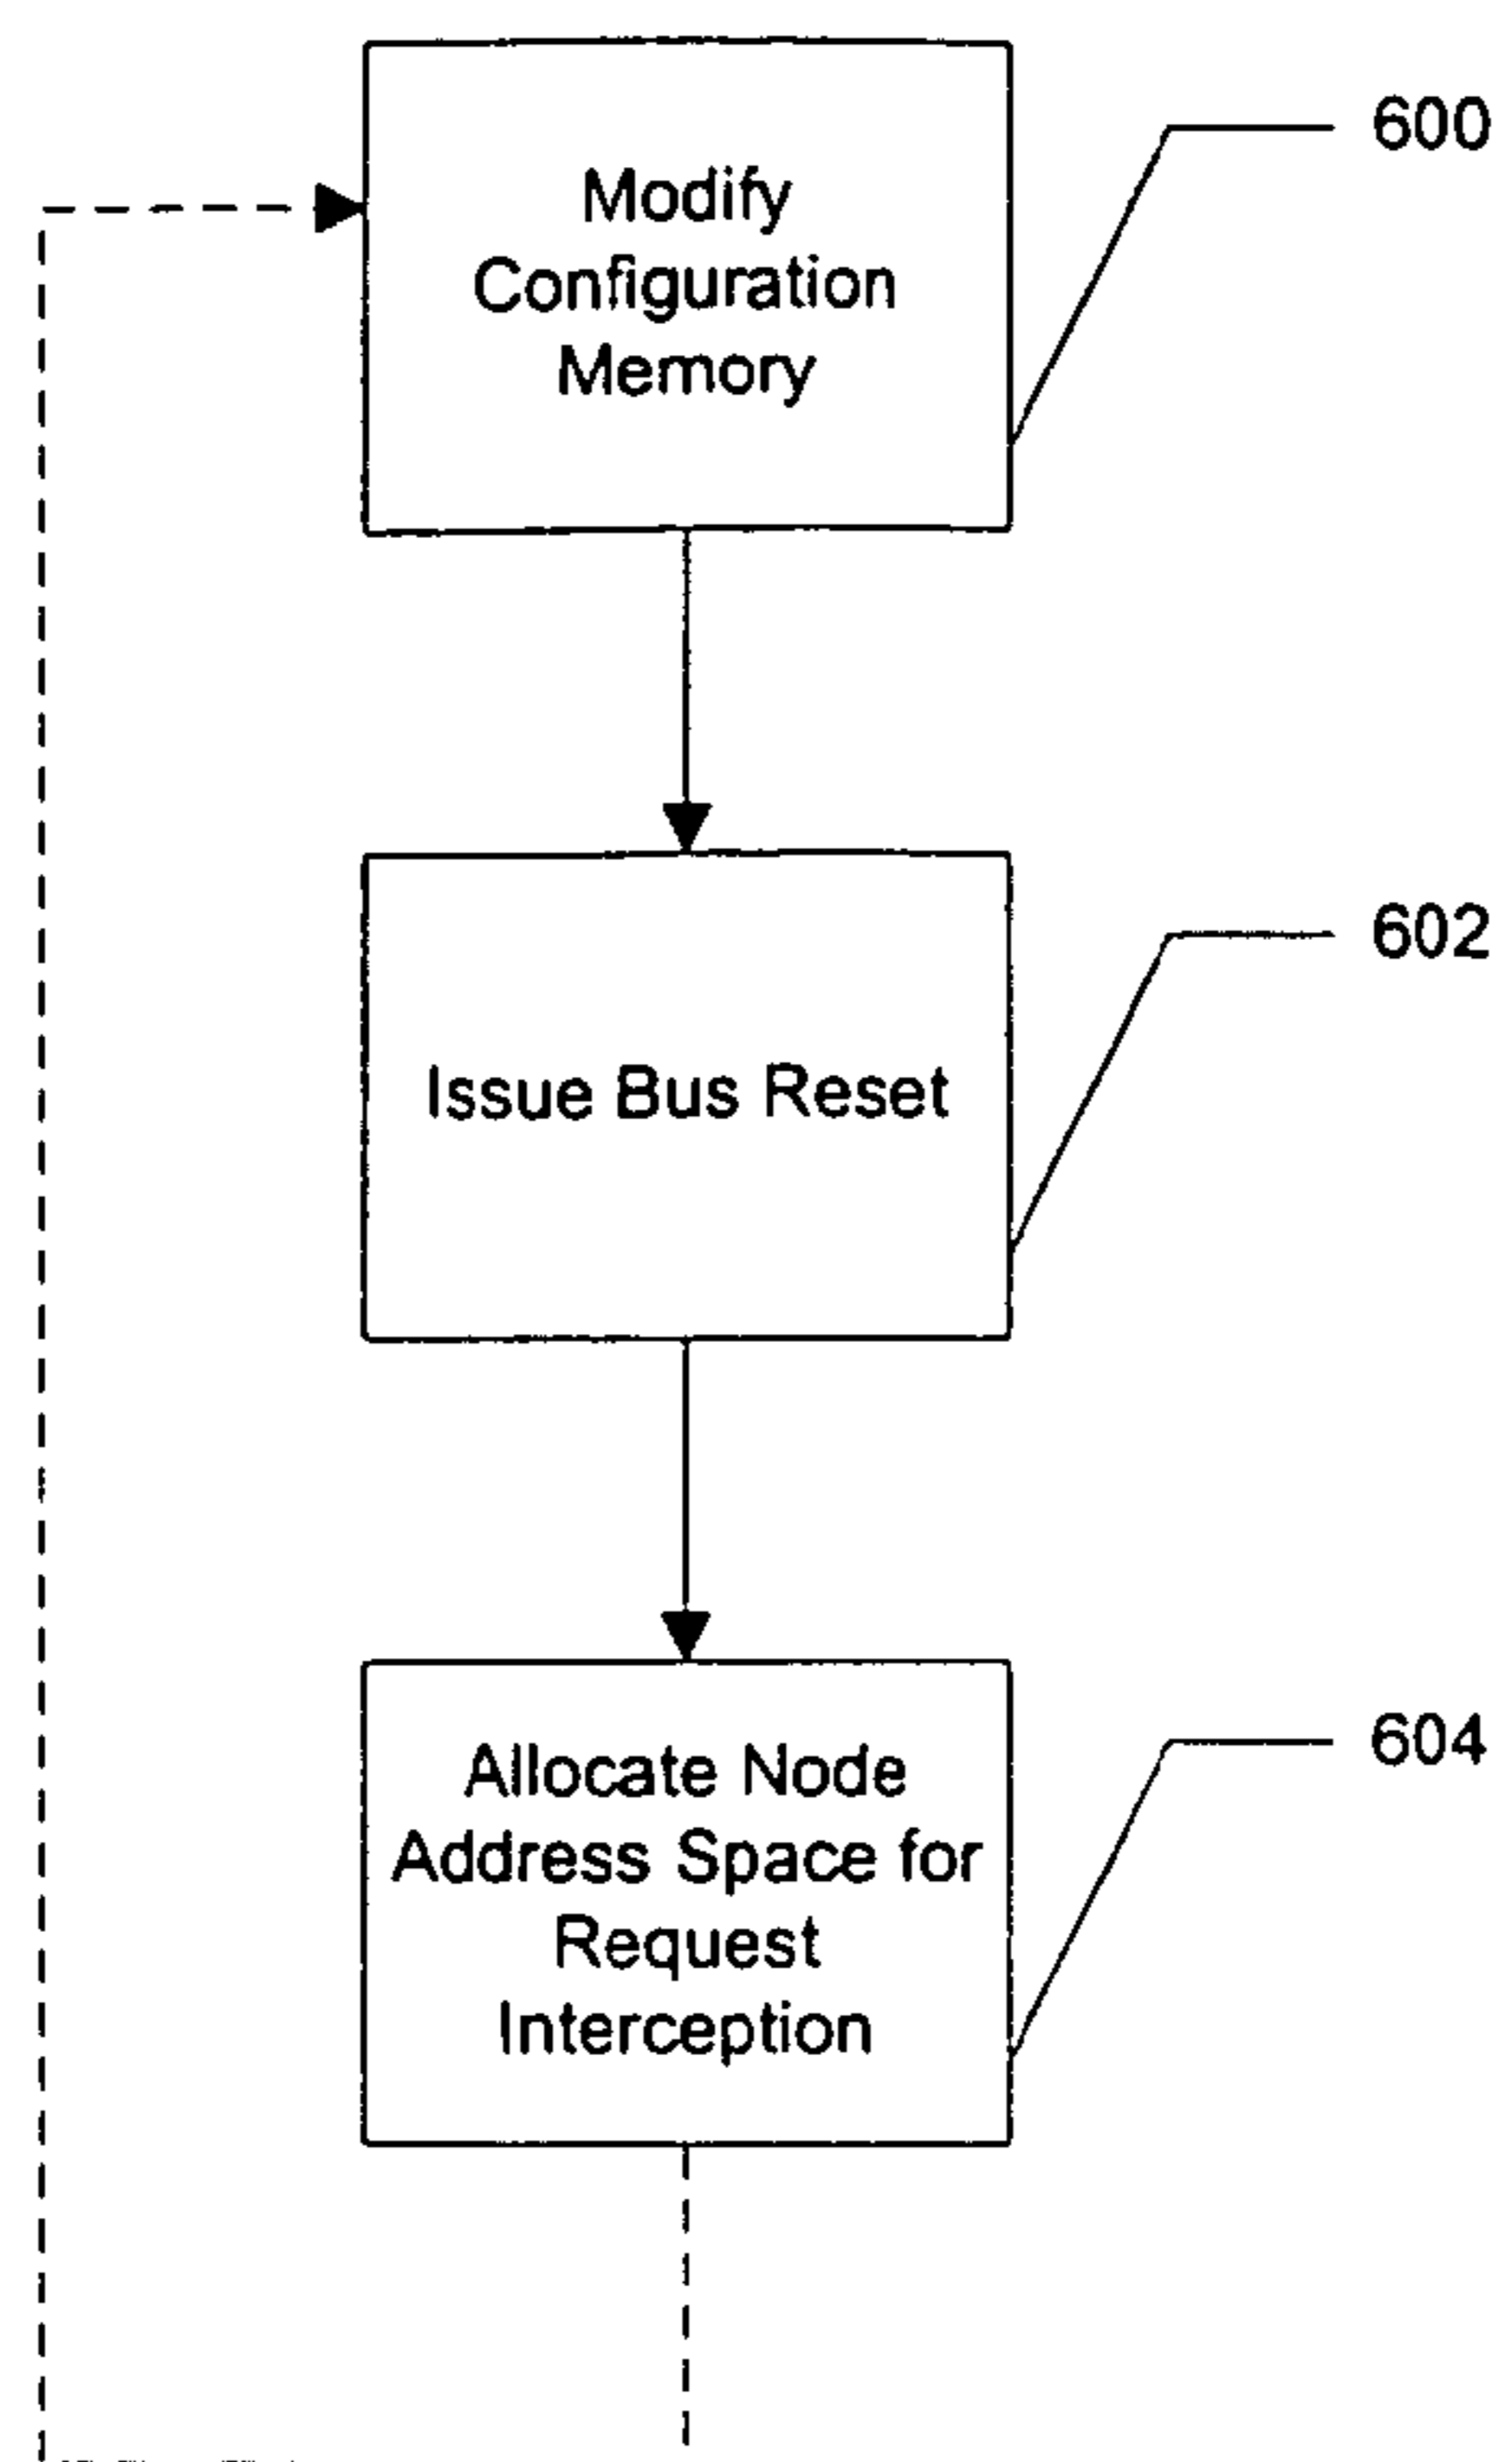 Modify
Configuration
Memory
600
Issue Bus Reset
602
Allocate Node
Address Space for
Request
Interception
604